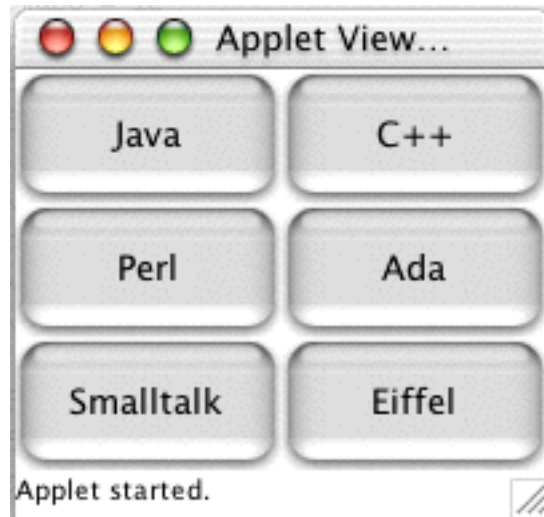 Applet View...
Java C++
Perl Ada
Smalltalk Eiffel
Applet started.